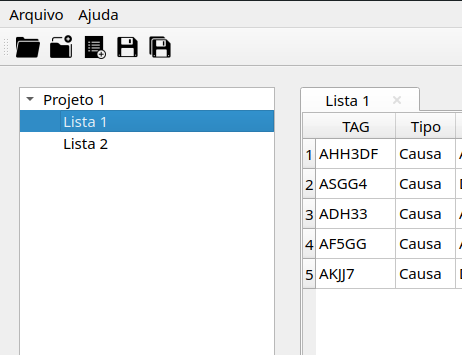 Arquivo Ajuda
Projeto 1
Lista 1
Lista 2
Lista 1
TAG Tipo
1 AHH3DF Causa
2 ASGG4 Causa
3 ADH33 Causa
4 AF5GG Causa
5 AKJJ7 Causa